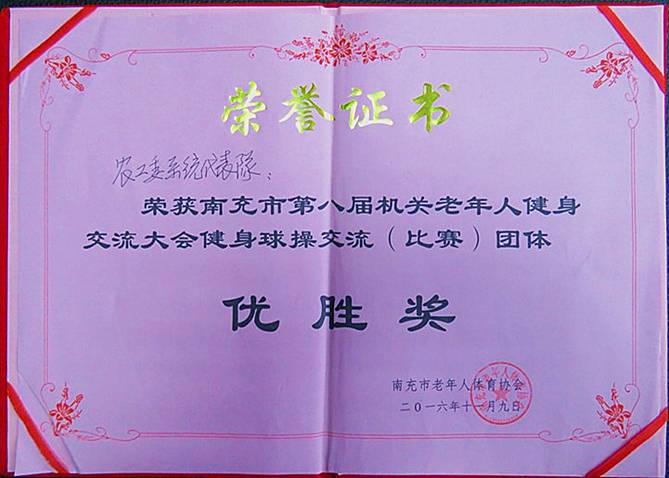 荣誉证书
农工委系统代表队：
荣获南充市第八届机关老年人健身
交流大会健身球操交流（比赛）团体
优胜奖
南充市老年人体育协会
二〇一六年十一月九日